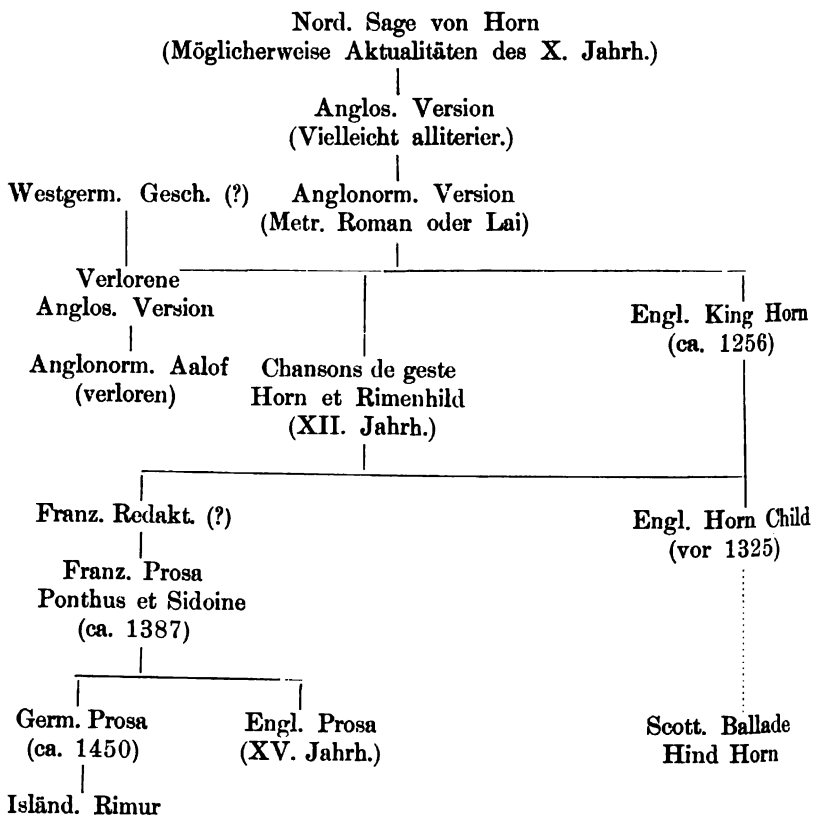 Nord. Sage von Horn
(Möglicherweise Aktualitäten des X. Jahrh.)
Anglos. Version
(Vielleicht alliterier.)
Westgerm. Gesch. (?)
Anglonorm. Version
(Metr. Roman oder Lai)
Verlorene
Anglos. Version
Engl. King Horn
(ca. 1256)
Anglonorm. Aalof
(verloren)
Chansons de geste
Horn et Rimenhild
(XII. Jahrh.)
Franz. Redakt. (?)
Engl. Horn Child
(vor 1325)
Franz. Prosa
Ponthus et Sidoine
(ca. 1387)
Germ. Prosa
(ca. 1450)
Engl. Prosa
(XV. Jahrh.)
Scott. Ballade
Hind Horn
Isländ. Rimur